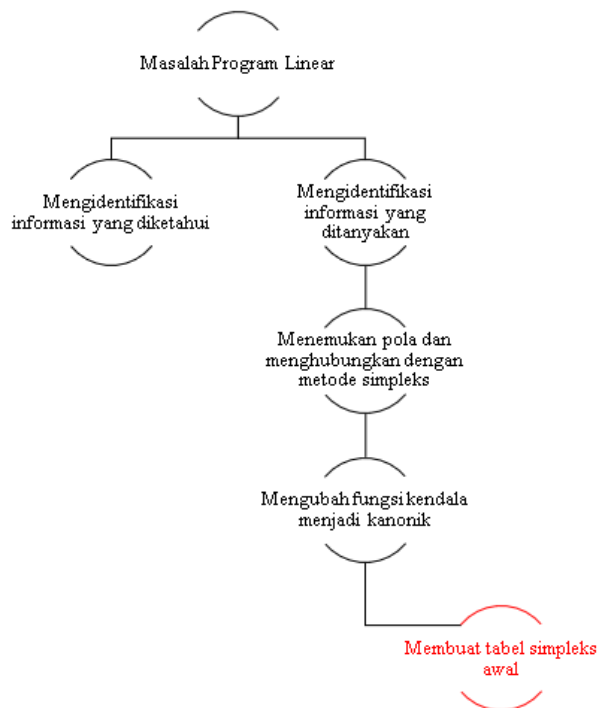 Masalah Program Linear
Mengidentifikasi
informasi yang diketahui
Mengidentifikasi
informasi yang
ditanyakan
Menemukan pola dan
menghubungkan dengan
metode simpleks
Mengubah fungsi kendala
menjadi kanonik
Membuat tabel simpleks
awal